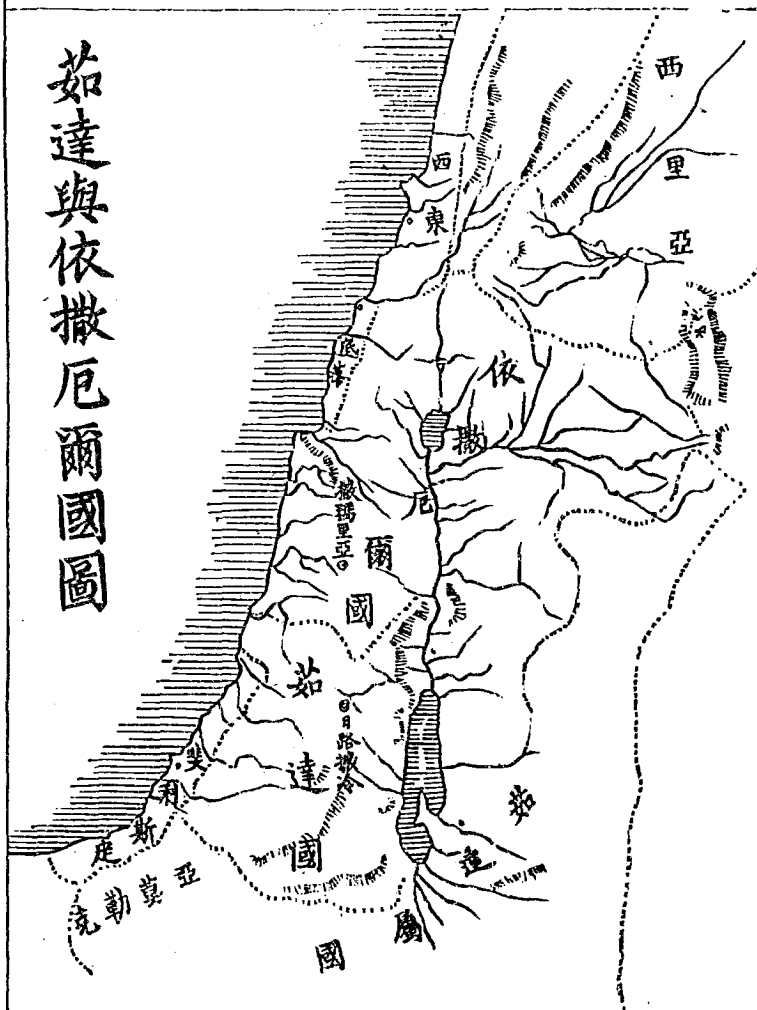 茹達與依撒厄爾國圖
西里亞
西東
底落
依撒厄爾國
撒瑪里亞
茹達國
日路撒冷
斐利斯定
亞莫勒克
茹達屬國